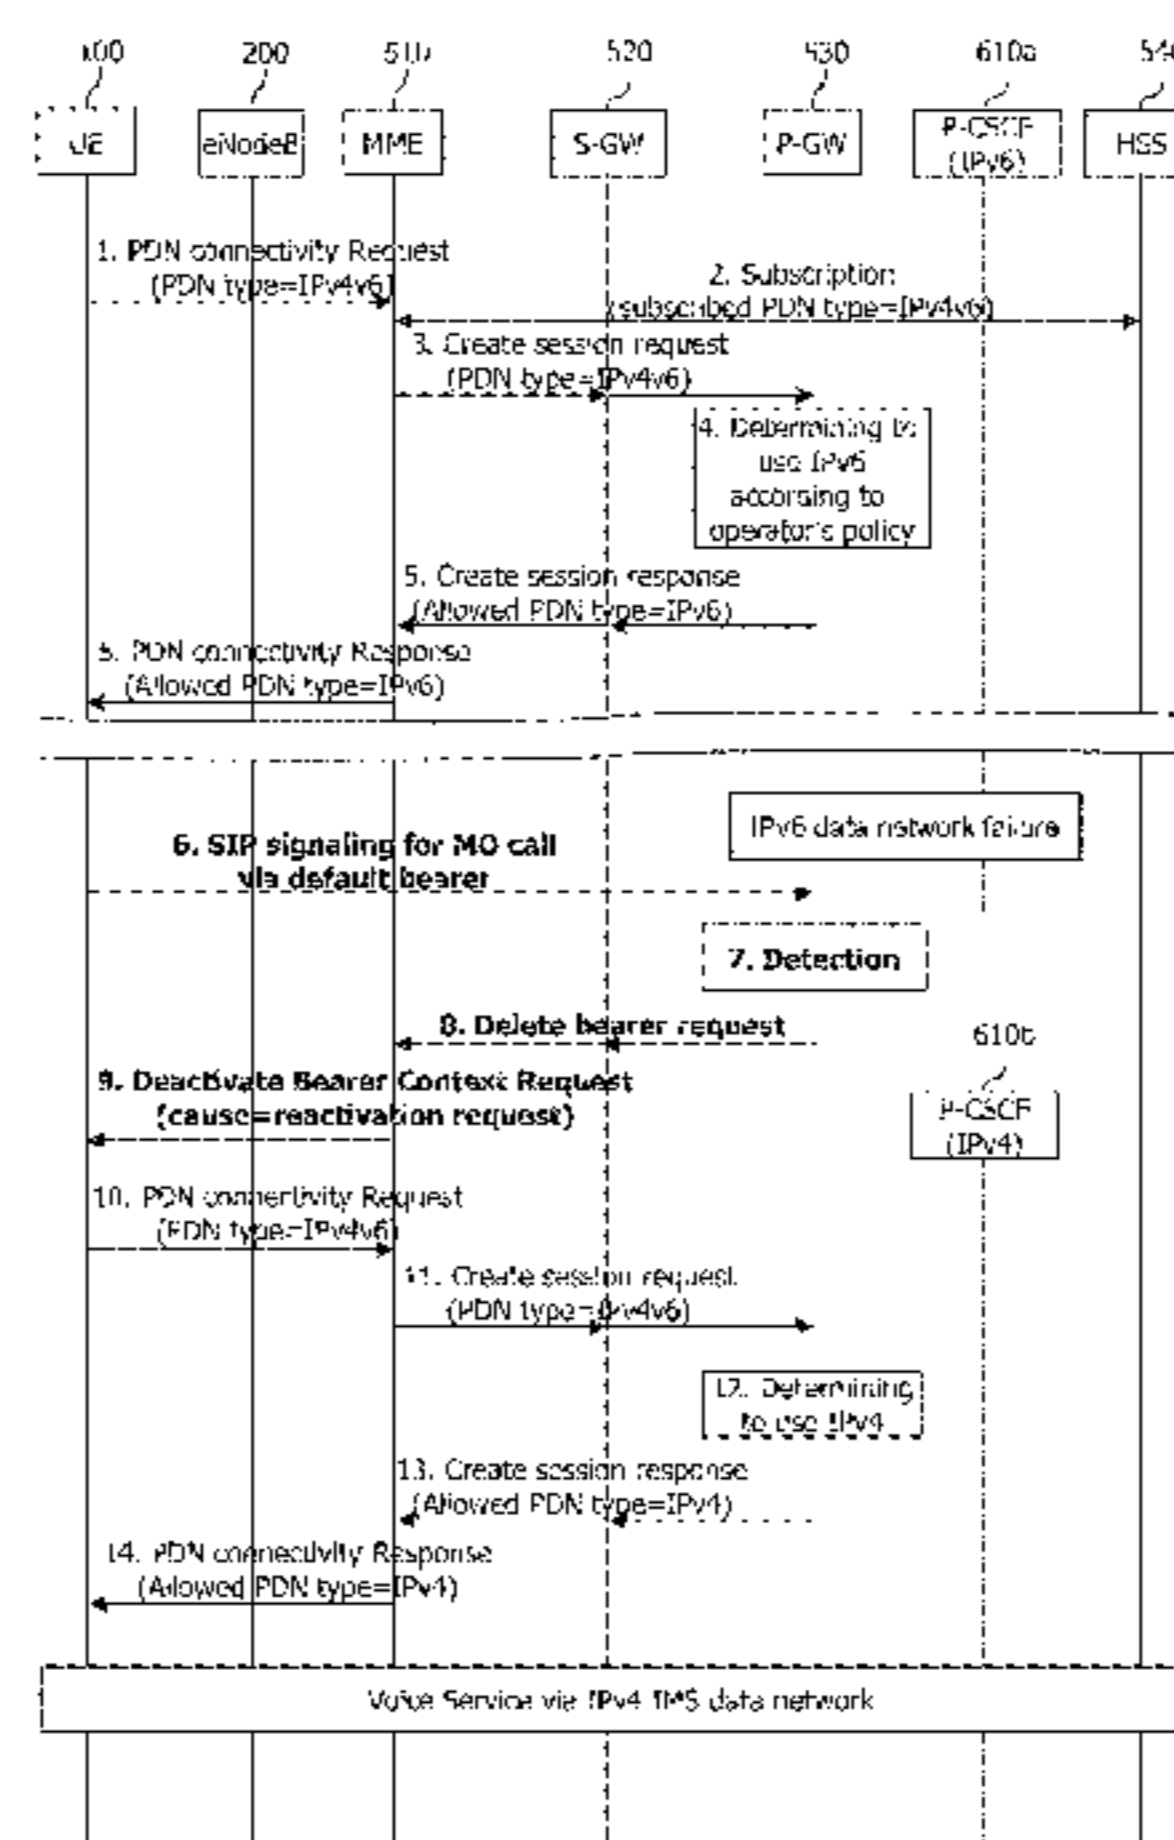 100 200 510 520 530 610a 540
UE eNodeB MME S-GW P-GW P-CSCF (IPv6) HSS
1. PDN connectivity Request
(PDN type=IPv4v6)
2. Subscription
(subscribed PDN type=IPv4v6)
3. Create session request
(PDN type=IPv4v6)
4. Determining to
use IPv6
according to
operator's policy
5. Create session response
(Allowed PDN type=IPv6)
PDN connectivity Response
(Allowed PDN type=IPv6)
IPv6 data network failure
6. SIP signaling for MO call
via default bearer
7. Detection
8. Delete bearer request
610b
9. Deactivate Bearer Context Request
(cause=reactivation request)
P-CSCF
(IPv4)
10. PDN connectivity Request
(PDN type=IPv4v6)
11. Create session request
(PDN type=IPv4v6)
12. Determining
to use IPv4
13. Create session response
(Allowed PDN type=IPv4)
14. PDN connectivity Response
(Allowed PDN type=IPv4)
Voice Service via IPv4 IMS data network